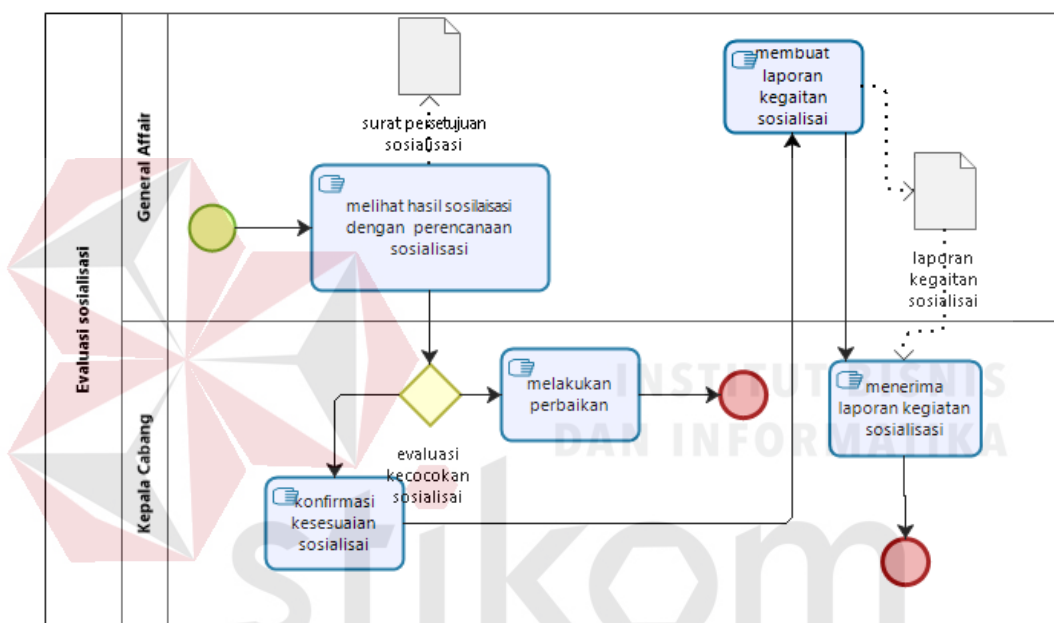 Evaluasi sosialisasi
General Affair
Kepala Cabang
surat persetujuan
sosialisasi
melihat hasil sosilaisasi
dengan perencanaan
sosialisasi
membuat
laporan
kegaitan
sosialisai
laporan
kegaitan
sosialisai
evaluasi
kecocokan
sosialisai
melakukan
perbaikan
menerima
laporan kegiatan
sosialisasi
konfirmasi
kesesuaian
sosialisai
INSTITUT BISNIS
DAN INFORMATIKA
stikom